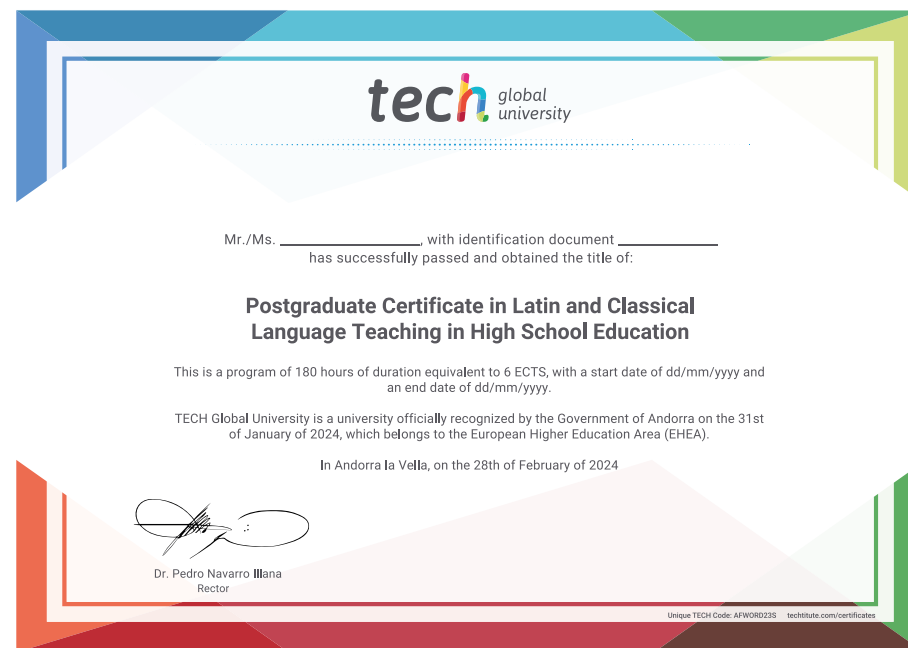 tech global university
Mr./Ms. ____________, with identification document ____________
has successfully passed and obtained the title of:
Postgraduate Certificate in Latin and Classical
Language Teaching in High School Education
This is a program of 180 hours of duration equivalent to 6 ECTS, with a start date of dd/mm/yyyy and
an end date of dd/mm/yyyy.
TECH Global University is a university officially recognized by the Government of Andorra on the 31st
of January of 2024, which belongs to the European Higher Education Area (EHEA).
In Andorra la Vella, on the 28th of February of 2024
Dr. Pedro Navarro Illana
Rector
Unique TECH Code: AFWORD23S techtitute.com/certificates